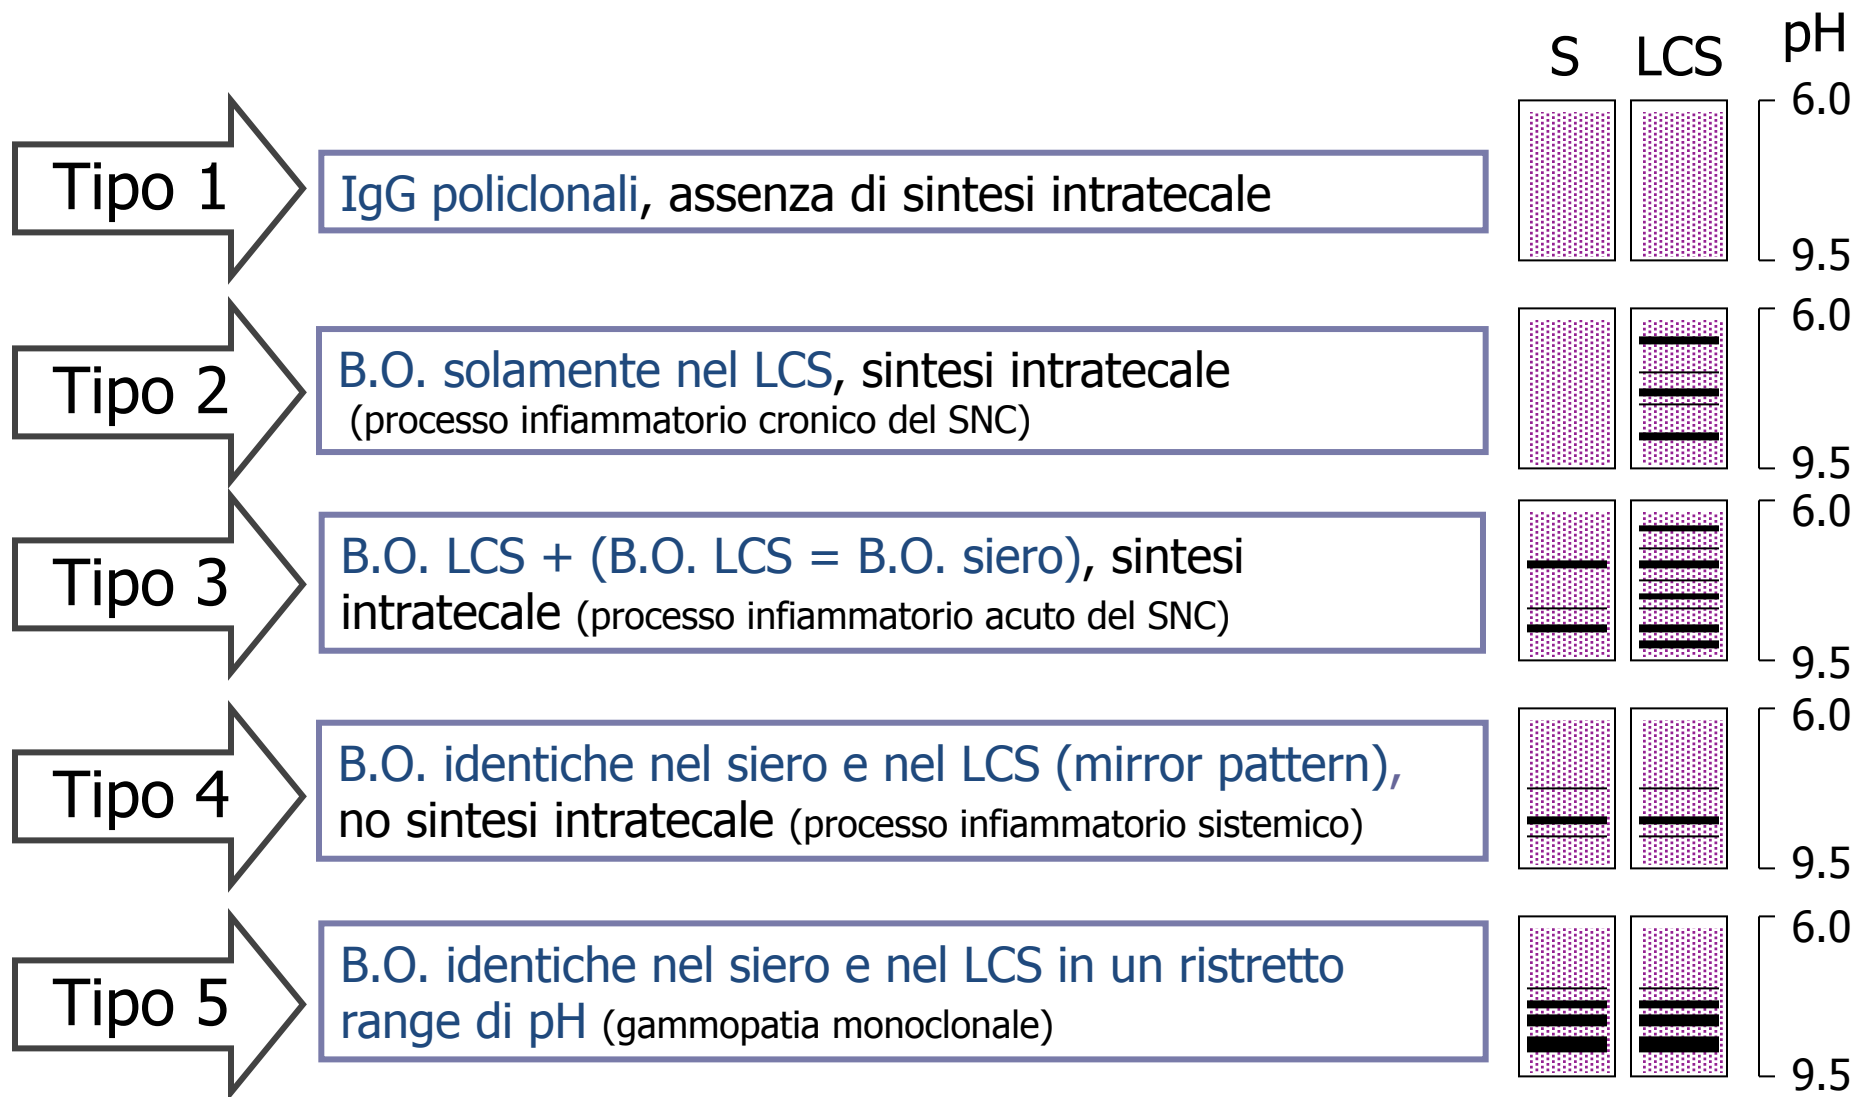 S LCS pH
6.0
Tipo 1
IgG policlonali, assenza di sintesi intratecale
9.5
6.0
Tipo 2
B.O. solamente nel LCS, sintesi intratecale
(processo infiammatorio cronico del SNC)
9.5
6.0
Tipo 3
B.O. LCS + (B.O. LCS = B.O. siero), sintesi
intratecale (processo infiammatorio acuto del SNC)
9.5
6.0
Tipo 4
B.O. identiche nel siero e nel LCS (mirror pattern),
no sintesi intratecale (processo infiammatorio sistemico)
9.5
6.0
Tipo 5
B.O. identiche nel siero e nel LCS in un ristretto
range di pH (gammopatia monoclonale)
9.5